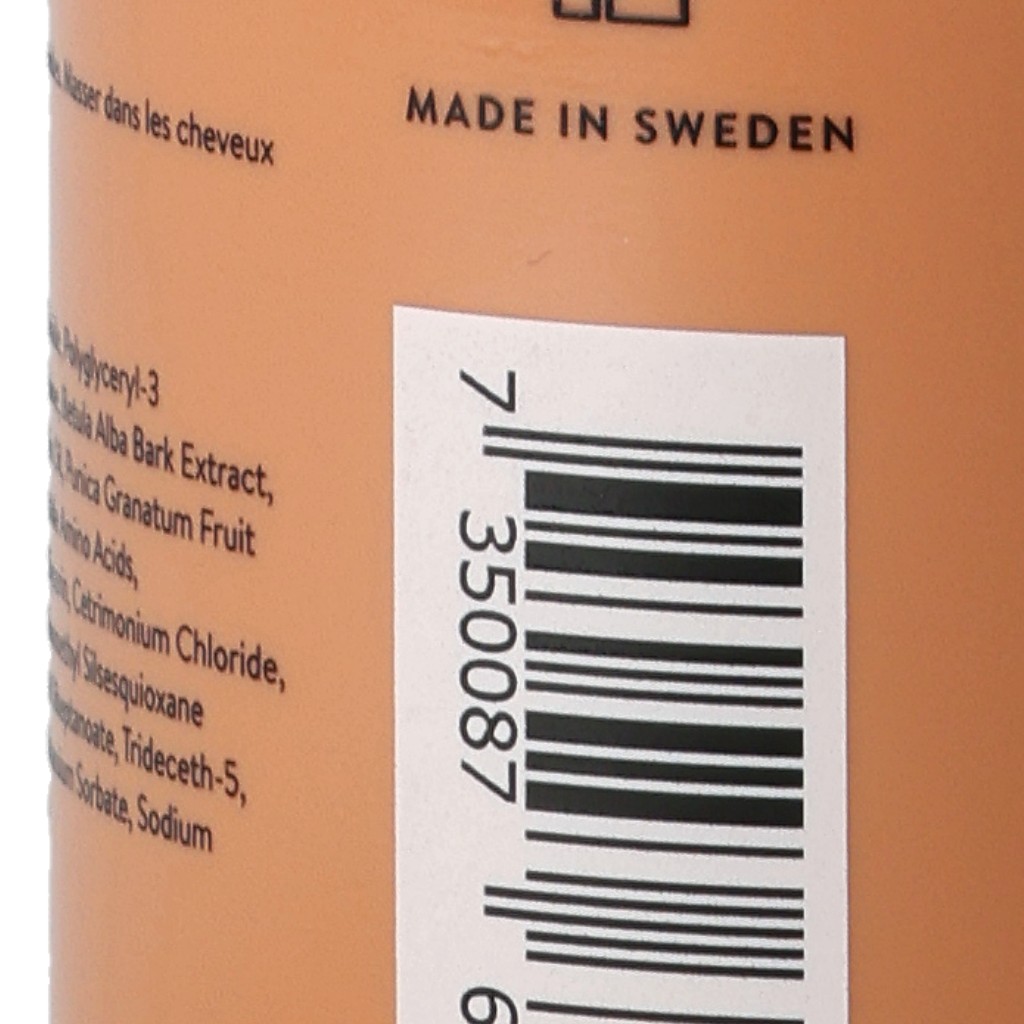 Masser dans les cheveux
MADE IN SWEDEN
Polyglyceryl-3
Betula Alba Bark Extract,
Punica Granatum Fruit
Amino Acids,
Cetrimonium Chloride,
Silsesquioxane
Trideceth-5,
Sorbate, Sodium
7 350087 6